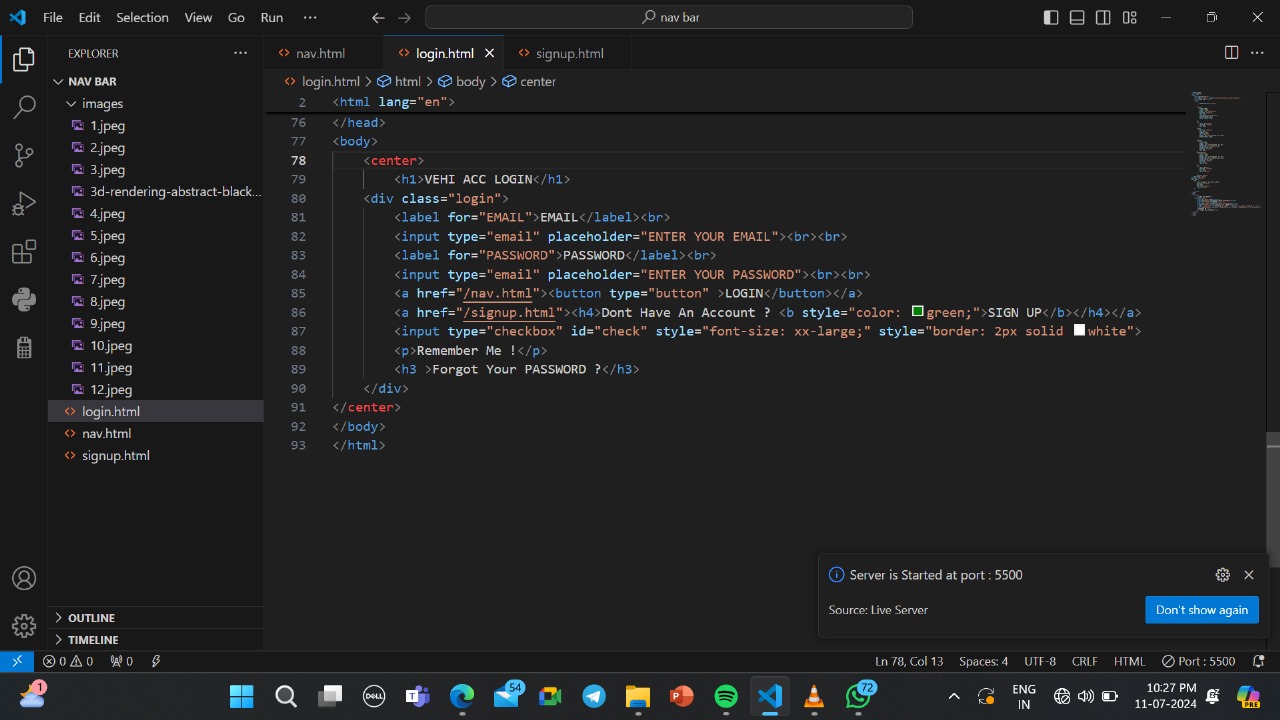 File Edit Selection View Go Run ··· nav bar
EXPLORER ···
nav.html login.html signup.html
NAV BAR
login.html > html > body > center
images
1.jpeg
2.jpeg
3.jpeg
3d-rendering-abstract-black...
4.jpeg
5.jpeg
6.jpeg
7.jpeg
8.jpeg
9.jpeg
10.jpeg
11.jpeg
12.jpeg
login.html
nav.html
signup.html
OUTLINE
TIMELINE
2 <html lang="en">
76 </head>
77 <body>
78 <center>
79 <h1>VEHI ACC LOGIN</h1>
80 <div class="login">
81 <label for="EMAIL">EMAIL</label><br>
82 <input type="email" placeholder="ENTER YOUR EMAIL"><br><br>
83 <label for="PASSWORD">PASSWORD</label><br>
84 <input type="email" placeholder="ENTER YOUR PASSWORD"><br><br>
85 <a href="/nav.html"><button type="button" >LOGIN</button></a>
86 <a href="/signup.html"><h4>Dont Have An Account ? <b style="color: green;">SIGN UP</b></h4></a>
87 <input type="checkbox" id="check" style="font-size: xx-large;" style="border: 2px solid white">
88 <p>Remember Me !</p>
89 <h3 >Forgot Your PASSWORD ?</h3>
90 </div>
91 </center>
92 </body>
93 </html>
Server is Started at port : 5500
Source: Live Server Don't show again
0 0 0 Ln 78, Col 13 Spaces: 4 UTF-8 CRLF HTML Port : 5500
1 DELL 54 72 ENG 10:27 PM PRE
IN 11-07-2024